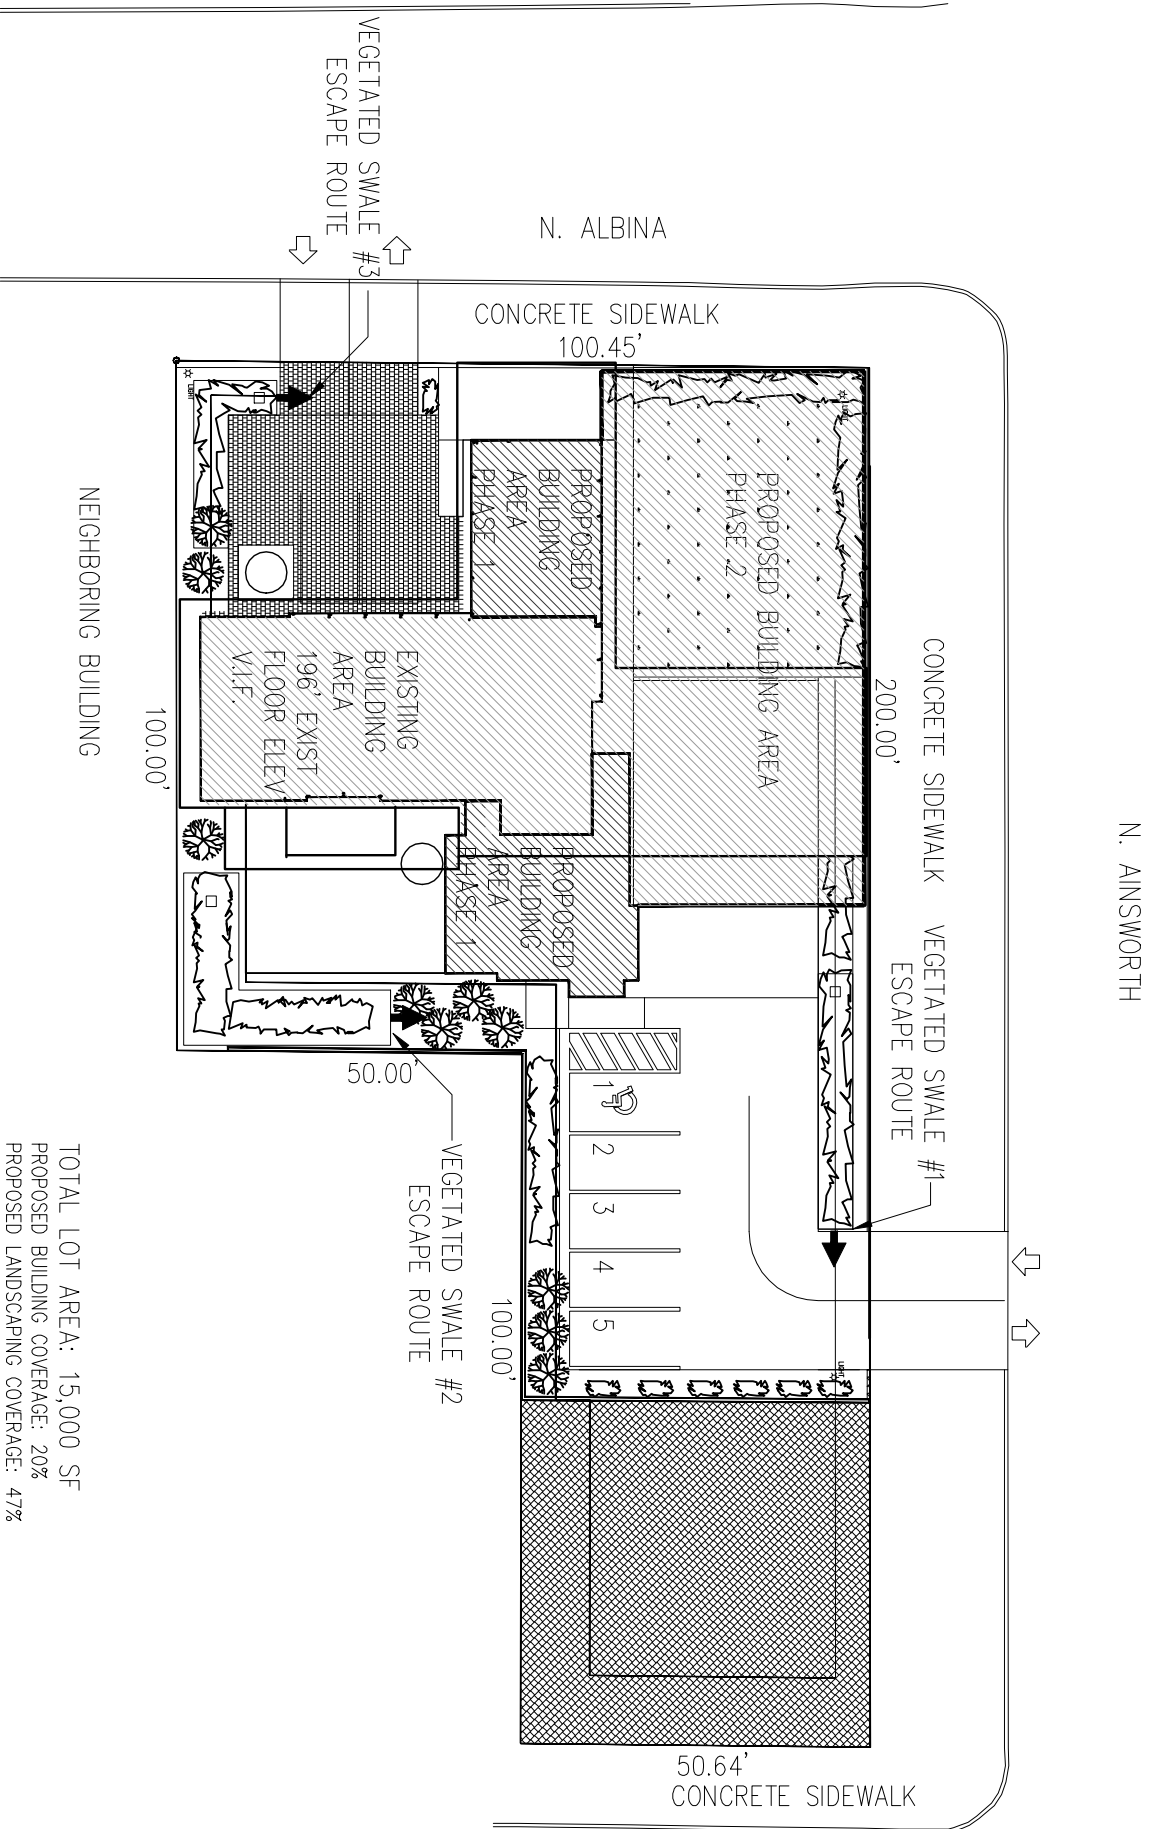 N. ALBINA
N. AINSWORTH
VEGETATED SWALE #3
ESCAPE ROUTE
CONCRETE SIDEWALK
100.45'
LIGHT
LIGHT
PROPOSED
BUILDING
AREA
PHASE 1
PROPOSED BUILDING AREA
PHASE 2
NEIGHBORING BUILDING
EXISTING
BUILDING
AREA
196' EXIST
FLOOR ELEV
V.I.F.
100.00'
200.00'
CONCRETE SIDEWALK
VEGETATED SWALE #1
ESCAPE ROUTE
PROPOSED
BUILDING
AREA
PHASE 1
50.00'
1
2
3
4
5
VEGETATED SWALE #2
ESCAPE ROUTE
100.00'
LIGHT
TOTAL LOT AREA: 15,000 SF
PROPOSED BUILDING COVERAGE: 20%
PROPOSED LANDSCAPING COVERAGE: 47%
50.64'
CONCRETE SIDEWALK